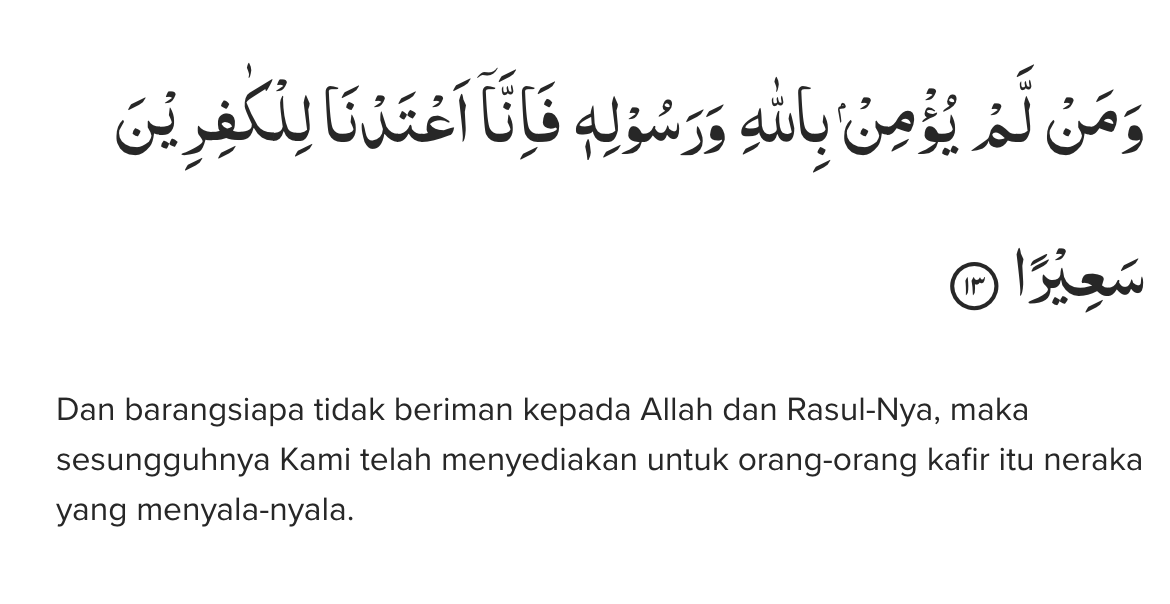 وَمَنْ لَّمْ يُؤْمِنْۢ بِاللّٰهِ وَرَسُوْلِهٖ فَاِنَّآ اَعْتَدْنَا لِلْكٰفِرِيْنَ
سَعِيْرًا ١٣
Dan barangsiapa tidak beriman kepada Allah dan Rasul-Nya, maka
sesungguhnya Kami telah menyediakan untuk orang-orang kafir itu neraka
yang menyala-nyala.